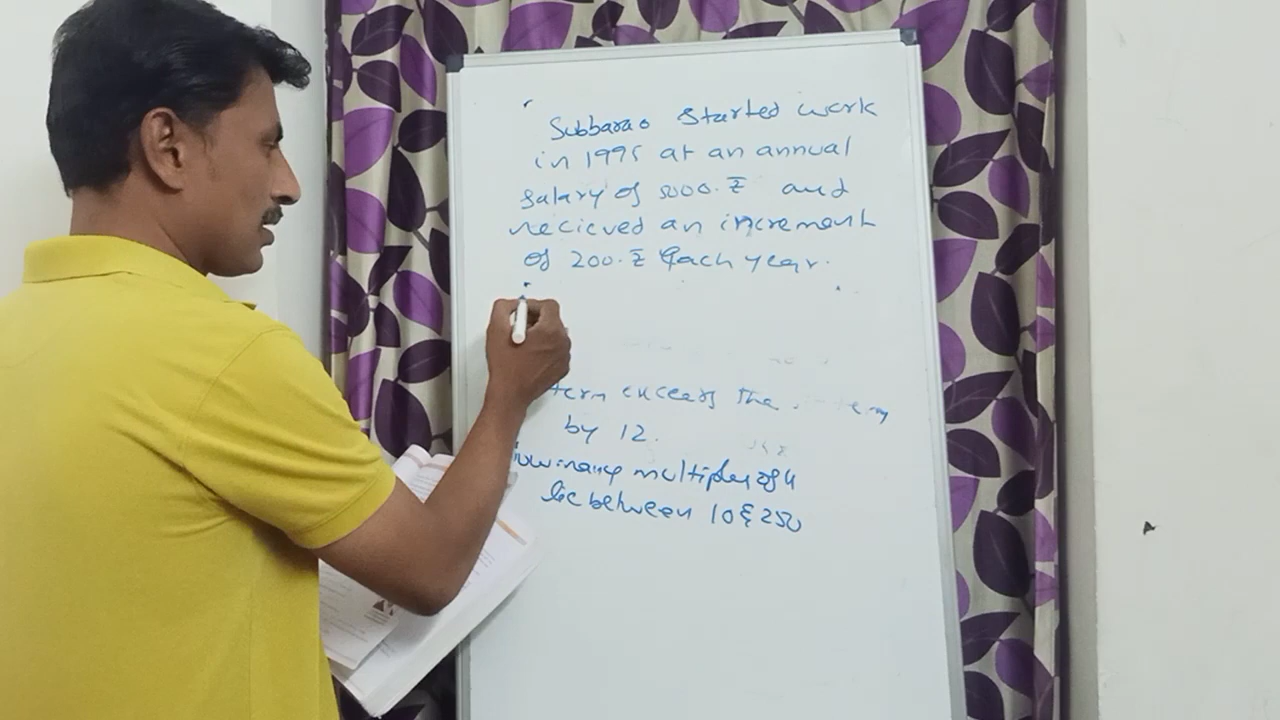 Subbarao started work
in 1995 at an annual
salary of 5000.₹ and
recieved an increment
of 200.₹ Each year.
term exceeds the
by 12.
How many multiples of 4
lie between 10 & 250